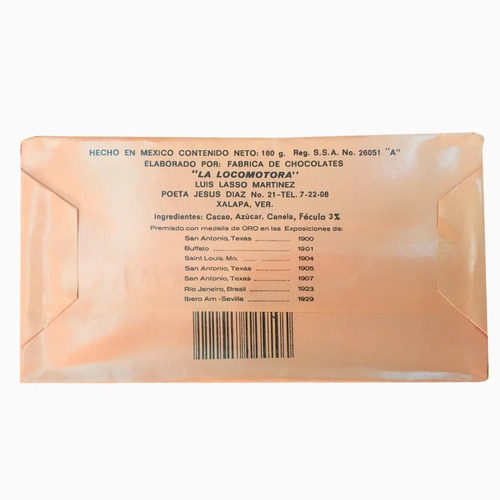 HECHO EN MEXICO CONTENIDO NETO: 180 g. Reg. S.S.A. No. 26051 "A"
ELABORADO POR: FABRICA DE CHOCOLATES
"LA LOCOMOTORA"
LUIS LASSO MARTINEZ
POETA JESUS DIAZ No. 21-TEL. 7-22-08
XALAPA, VER.
Ingredientes: Cacao, Azúcar. Canela, Fécula 3%
Premiado con medalla de ORO en las Exposiciones de:
San Antonio, Texas ............ 1900
Buffalo ............ 1901
Saint Louis. Mo. ............ 1904
San Antonio, Texas ............ 1905
San Antonio, Texas ............ 1907
Rio Janeiro, Brasil ............ 1923
Ibero Am -Sevilla ............ 1929